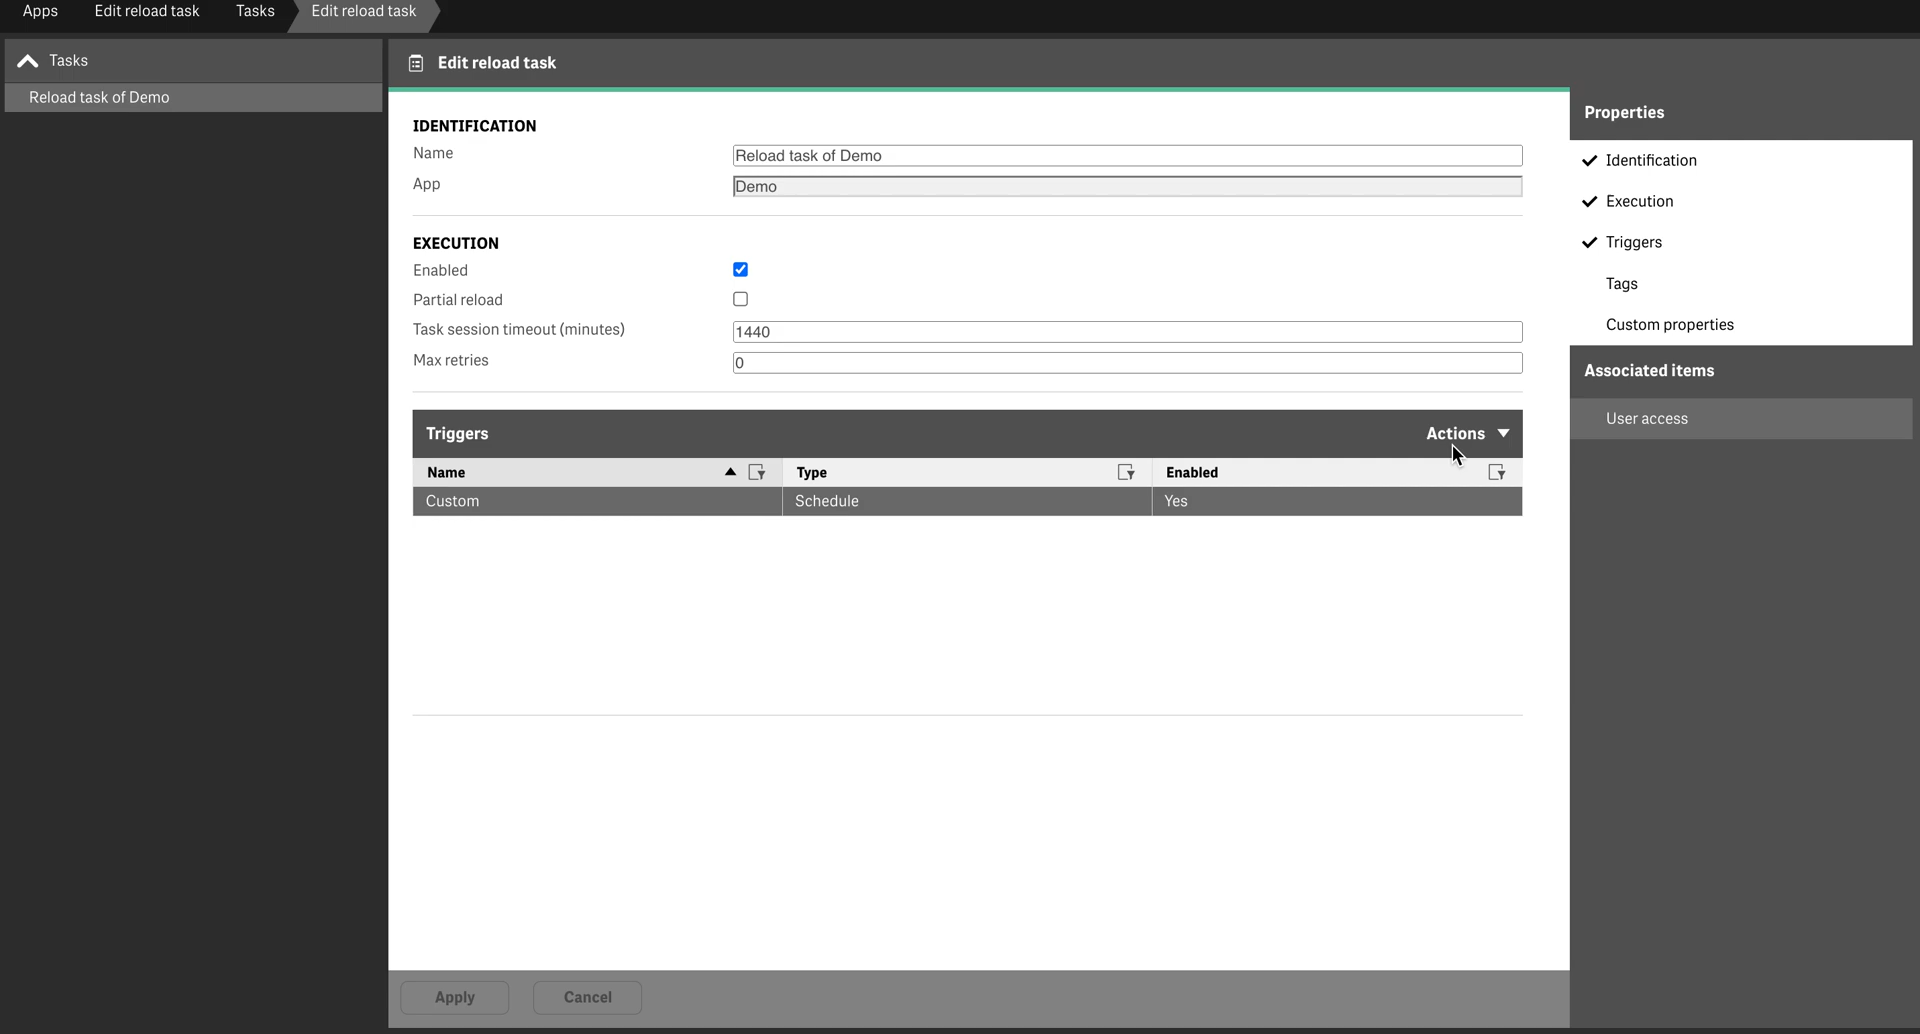 Apps Edit reload task Tasks Edit reload task
Tasks
Reload task of Demo
Edit reload task
IDENTIFICATION
Name Reload task of Demo
App Demo
EXECUTION
Enabled
Partial reload
Task session timeout (minutes) 1440
Max retries 0
Triggers Actions
Name Type Enabled
Custom Schedule Yes
Apply Cancel
Properties
Identification
Execution
Triggers
Tags
Custom properties
Associated items
User access